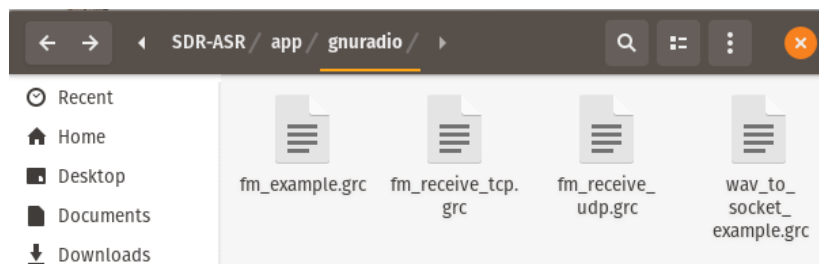 SDR-ASR / app / gnuradio /
Recent
Home
Desktop
Documents
Downloads
fm_example.grc
fm_receive_tcp.
grc
fm_receive_
udp.grc
wav_to_
socket_
example.grc